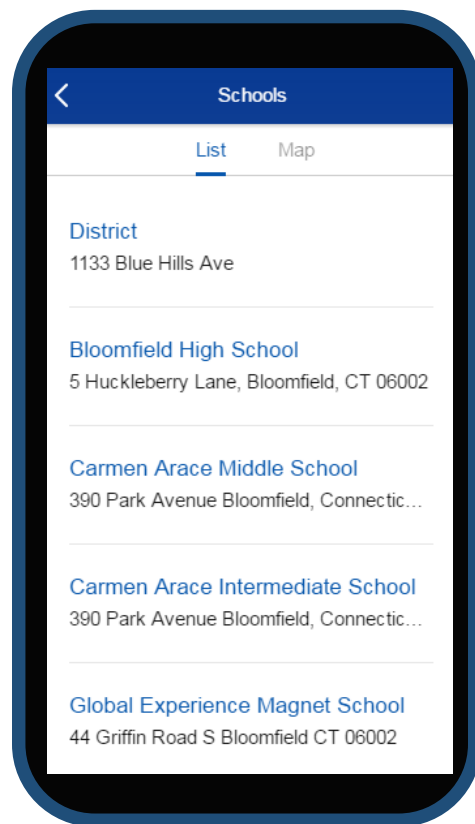 Schools
List Map
District
1133 Blue Hills Ave
Bloomfield High School
5 Huckleberry Lane, Bloomfield, CT 06002
Carmen Arace Middle School
390 Park Avenue Bloomfield, Connectic...
Carmen Arace Intermediate School
390 Park Avenue Bloomfield, Connectic...
Global Experience Magnet School
44 Griffin Road S Bloomfield CT 06002